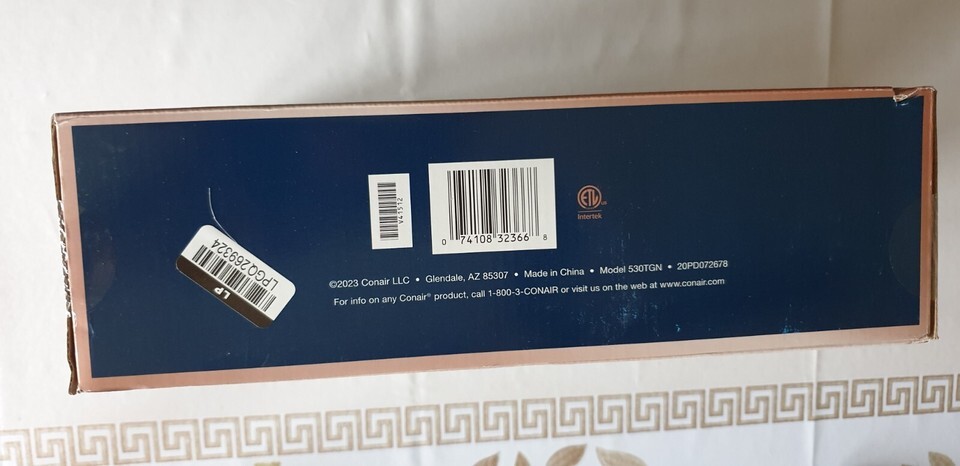 V41512
0 74108 32366 8
ETL
Intertek
LPGQ269324
LP
©2023 Conair LLC • Glendale, AZ 85307 • Made in China • Model 530TGN • 20PD072678
For info on any Conair® product, call 1-800-3-CONAIR or visit us on the web at www.conair.com